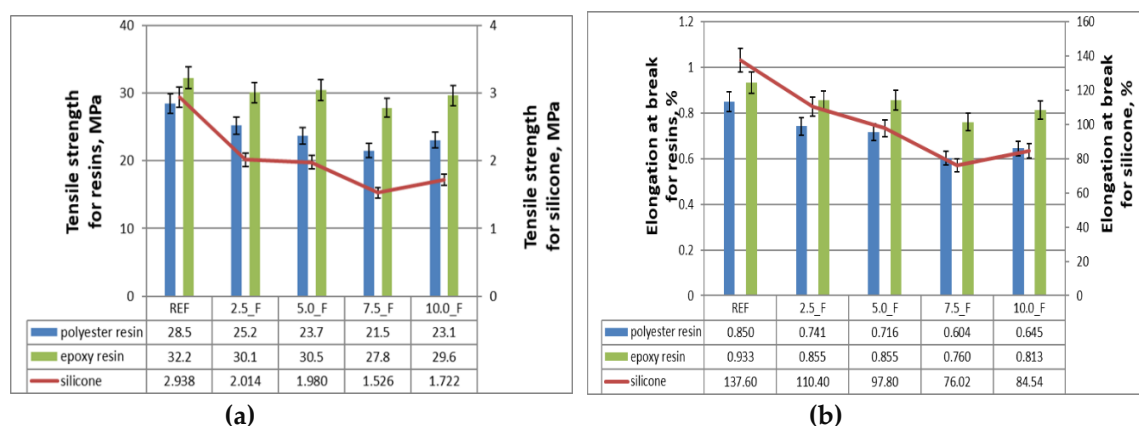 Tensile strength
for resins, MPa
40
30
20
10
0
Tensile strength
for silicone, MPa
4
3
2
1
0
REF 2.5_F 5.0_F 7.5_F 10.0_F
polyester resin 28.5 25.2 23.7 21.5 23.1
epoxy resin 32.2 30.1 30.5 27.8 29.6
silicone 2.938 2.014 1.980 1.526 1.722
(a)
Elongation at break
for resins, %
1.2
1
0.8
0.6
0.4
0.2
0
Elongation at break
for silicone, %
160
140
120
100
80
60
40
20
0
REF 2.5_F 5.0_F 7.5_F 10.0_F
polyester resin 0.850 0.741 0.716 0.604 0.645
epoxy resin 0.933 0.855 0.855 0.760 0.813
silicone 137.60 110.40 97.80 76.02 84.54
(b)